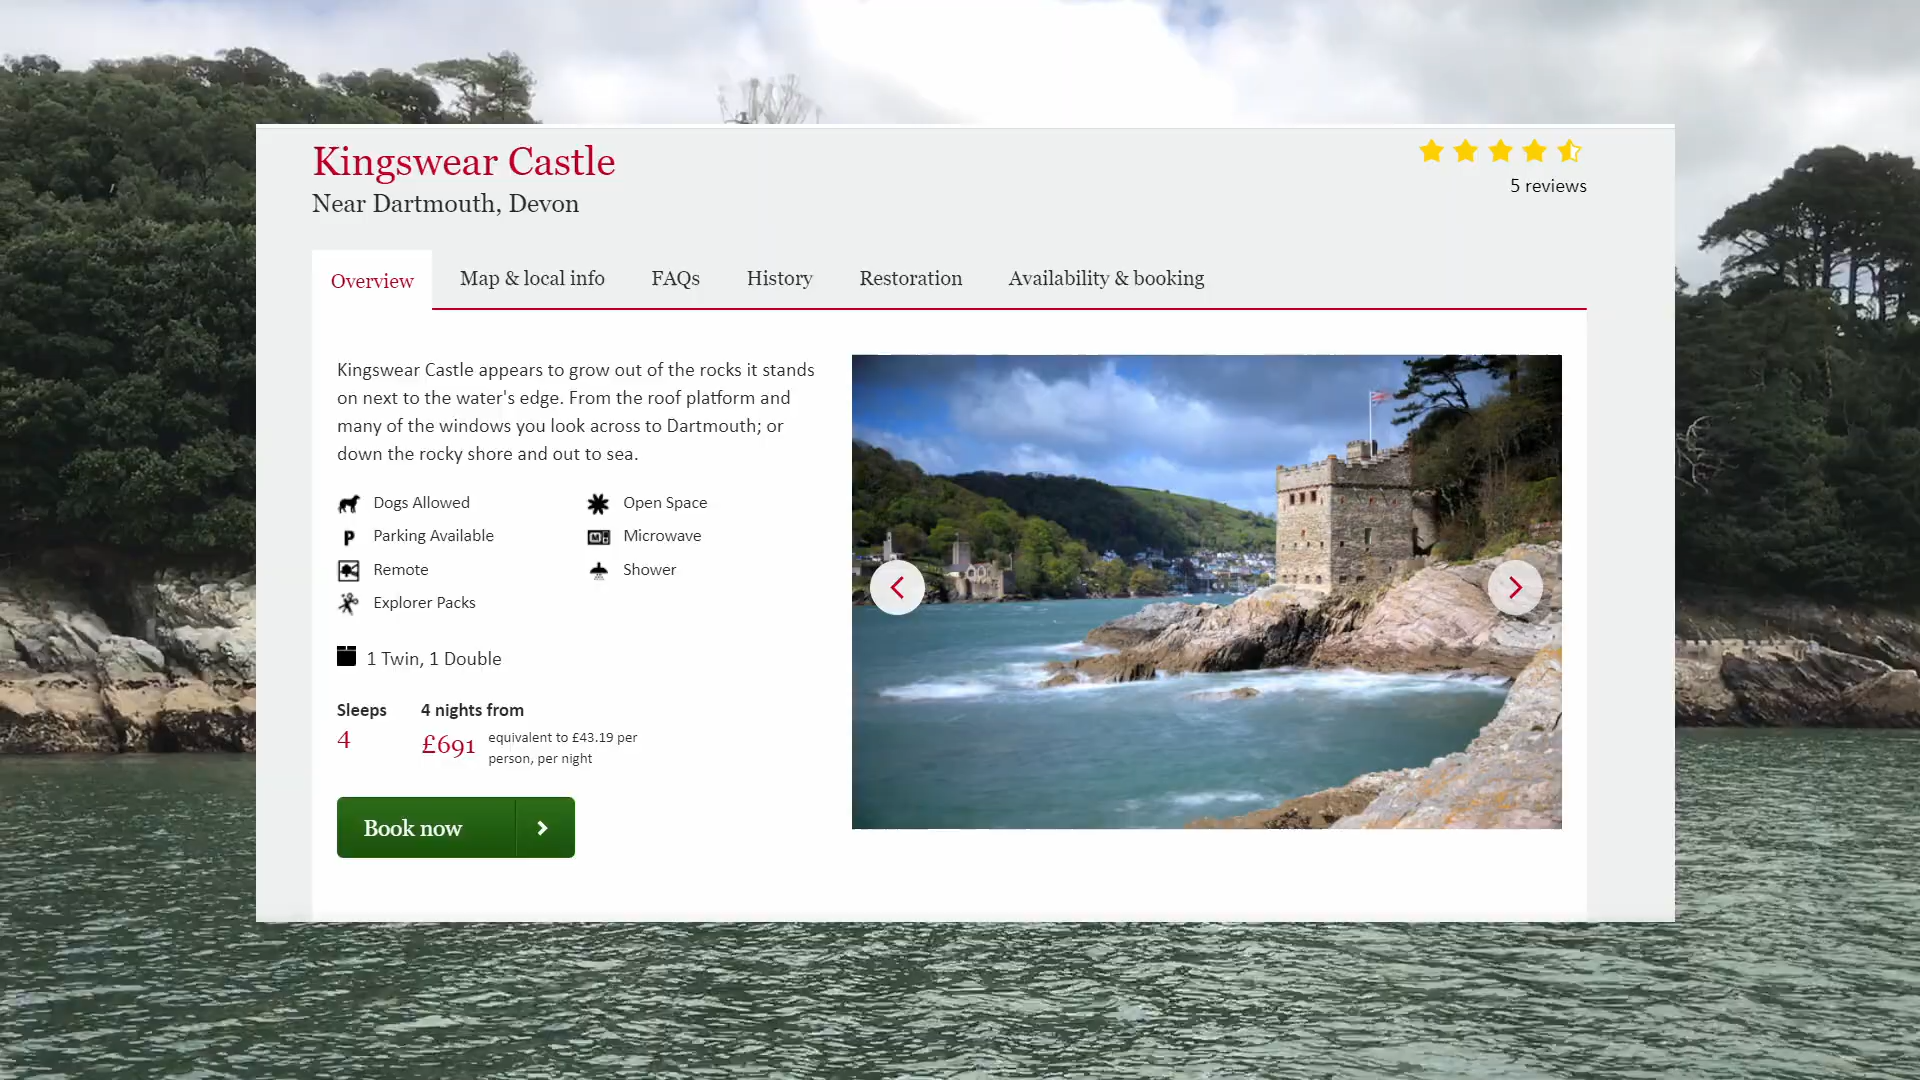 Kingswear Castle
Near Dartmouth, Devon
5 reviews
Overview
Map & local info
FAQs
History
Restoration
Availability & booking
Kingswear Castle appears to grow out of the rocks it stands
on next to the water's edge. From the roof platform and
many of the windows you look across to Dartmouth; or
down the rocky shore and out to sea.
Dogs Allowed
Open Space
P Parking Available
M Microwave
Remote
Shower
Explorer Packs
1 Twin, 1 Double
Sleeps
4
4 nights from
£691
equivalent to £43.19 per
person, per night
Book now